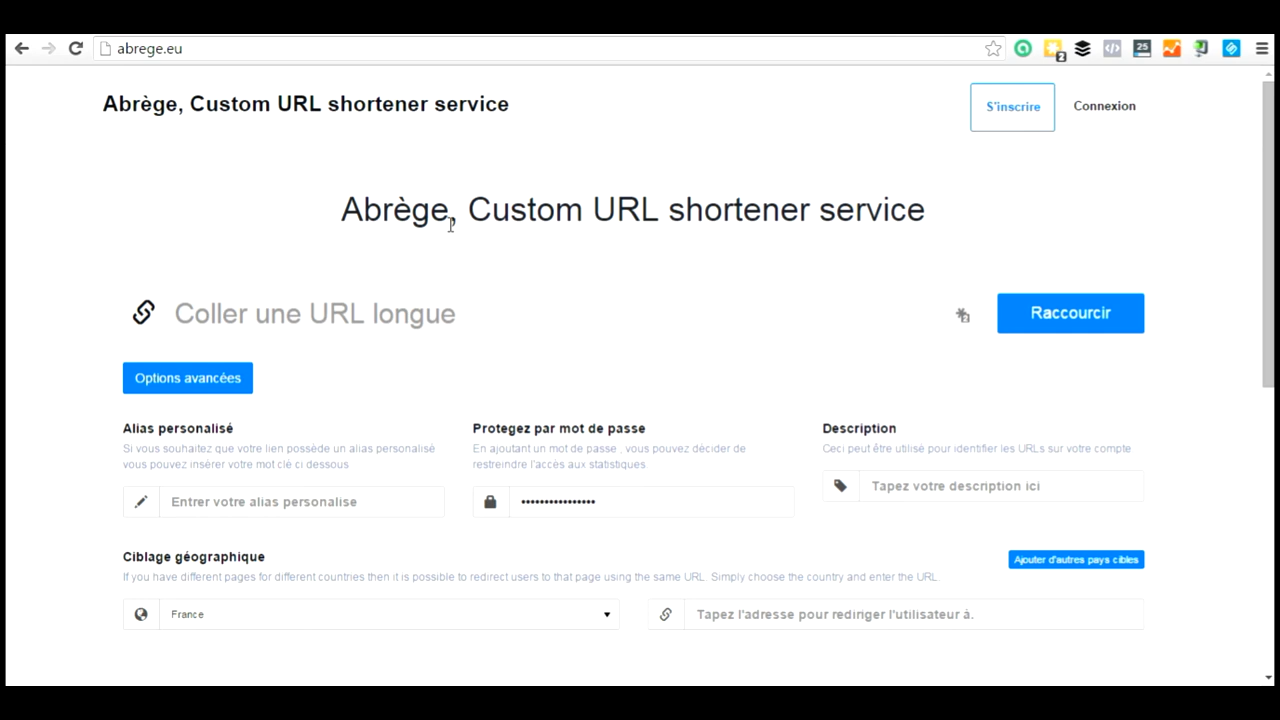 abrege.eu
2
25
Abrège, Custom URL shortener service
S'inscrire
Connexion
Abrège, Custom URL shortener service
Coller une URL longue
2
Raccourcir
Options avancées
Alias personalisé
Si vous souhaitez que votre lien possède un alias personalisé
vous pouvez insérer votre mot clé ci dessous
Entrer votre alias personalise
Protegez par mot de passe
En ajoutant un mot de passe , vous pouvez décider de
restreindre l'accès aux statistiques
••••••••••••••••
Description
Ceci peut être utilisé pour identifier les URLs sur votre compte
Tapez votre description ici
Ciblage géographique
Ajouter d'autres pays cibles
If you have different pages for different countries then it is possible to redirect users to that page using the same URL. Simply choose the country and enter the URL.
France
Tapez l'adresse pour rediriger l'utilisateur à.